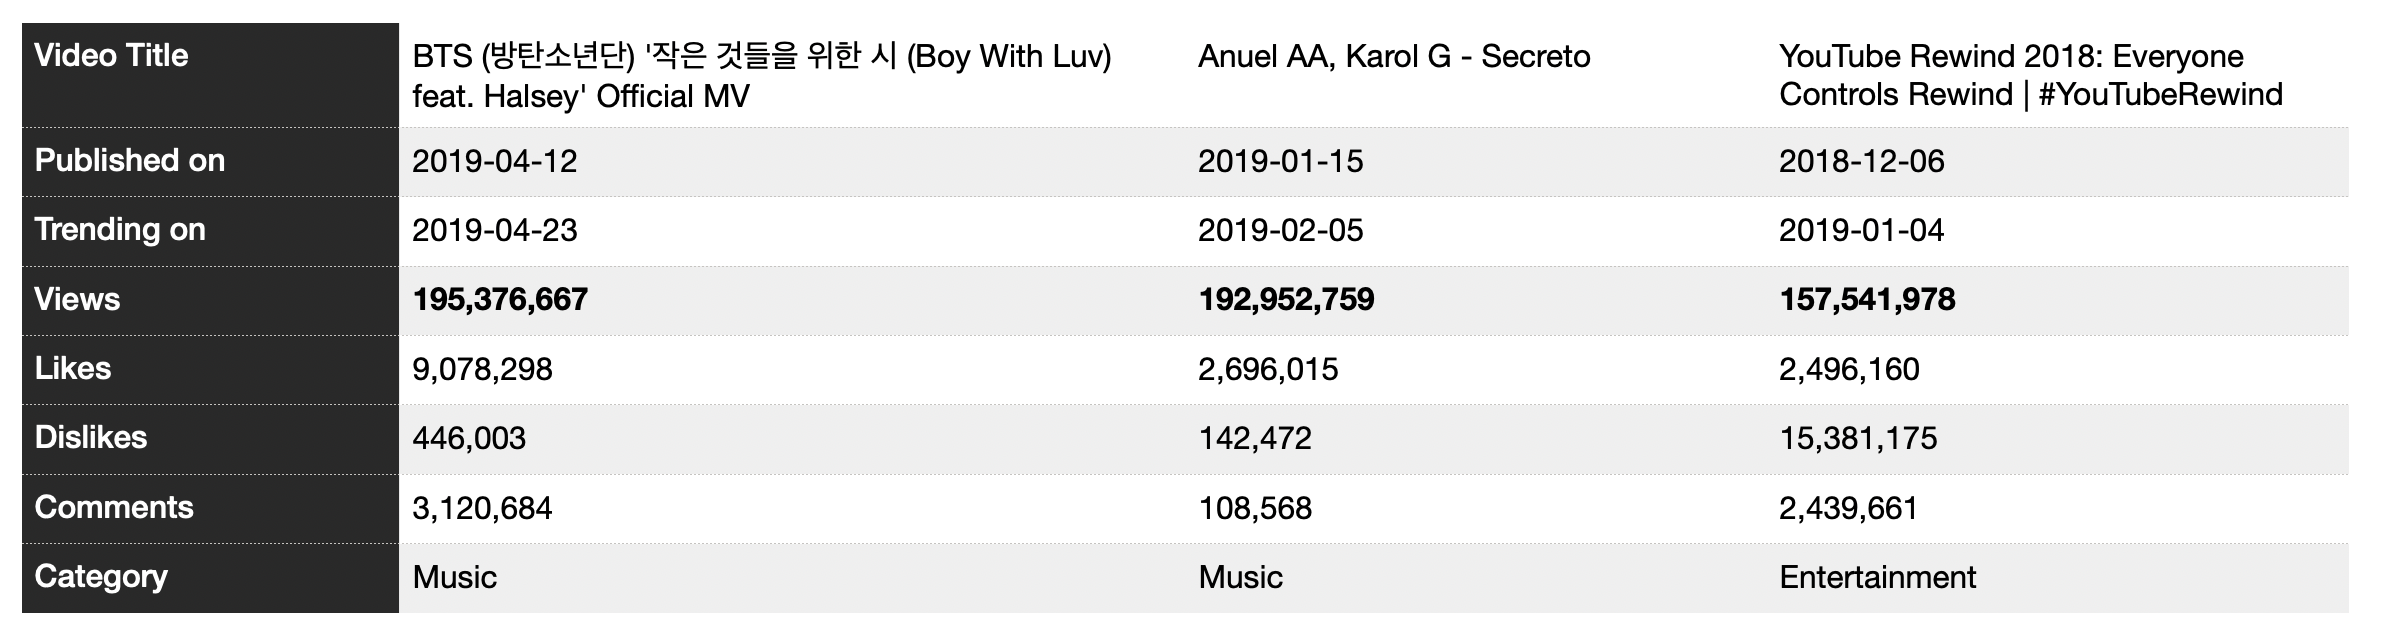 Video Title BTS (방탄소년단) '작은 것들을 위한 시 (Boy With Luv) Anuel AA, Karol G - Secreto YouTube Rewind 2018: Everyone
feat. Halsey' Official MV Controls Rewind | #YouTubeRewind
Published on 2019-04-12 2019-01-15 2018-12-06
Trending on 2019-04-23 2019-02-05 2019-01-04
Views 195,376,667 192,952,759 157,541,978
Likes 9,078,298 2,696,015 2,496,160
Dislikes 446,003 142,472 15,381,175
Comments 3,120,684 108,568 2,439,661
Category Music Music Entertainment